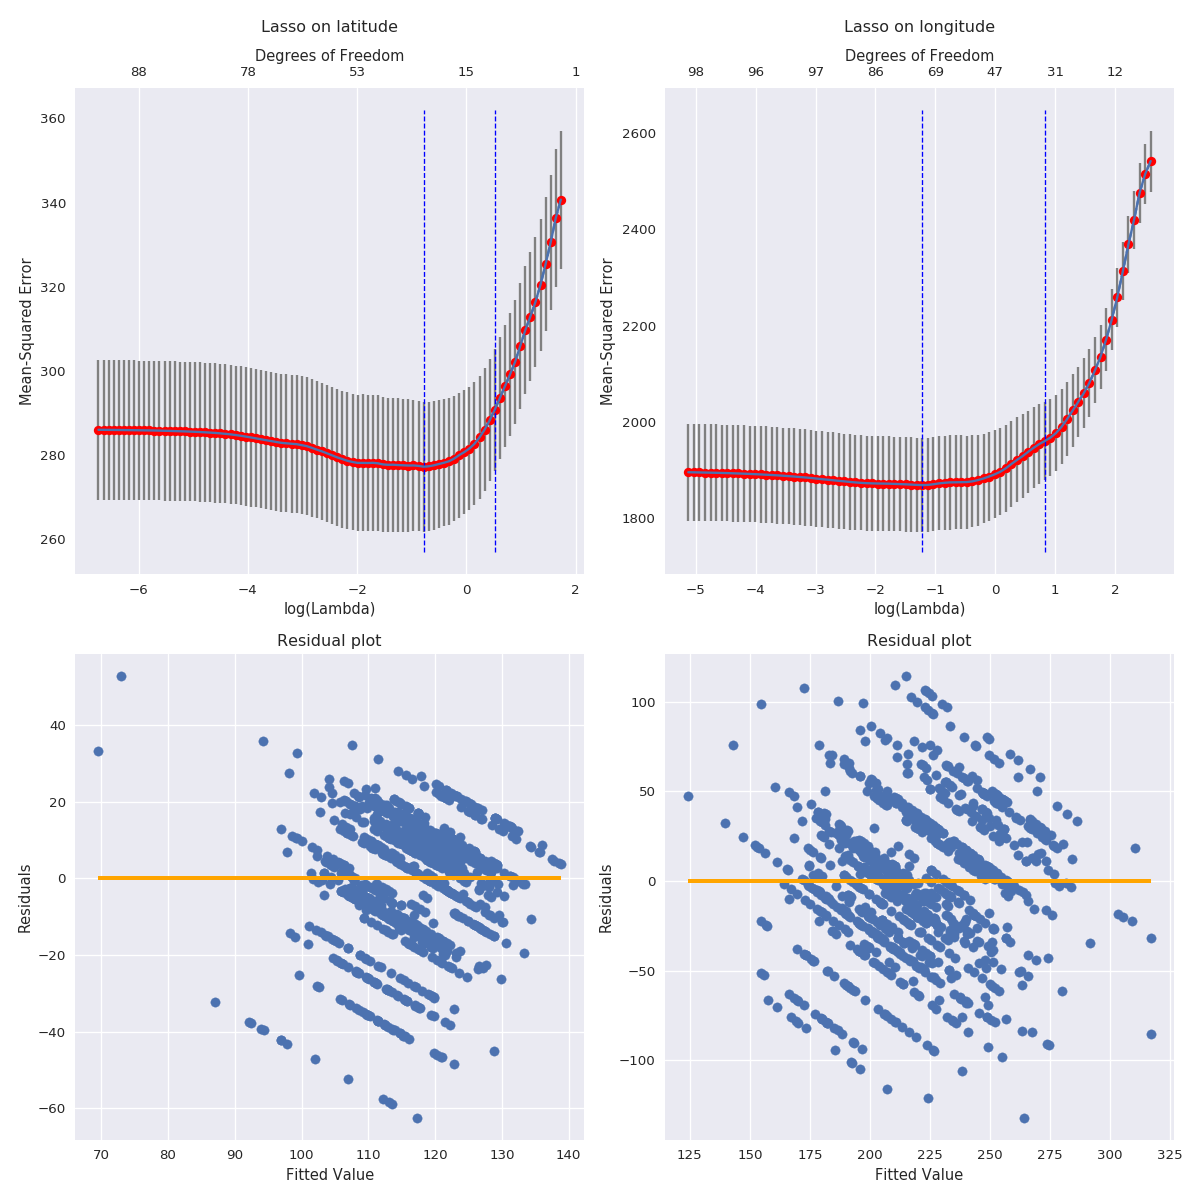 Lasso on latitude
Degrees of Freedom
88 78 53 15 1
360
340
320
300
280
260
Mean-Squared Error
−6 −4 −2 0 2
log(Lambda)
Lasso on longitude
Degrees of Freedom
98 96 97 86 69 47 31 12
2600
2400
2200
2000
1800
Mean-Squared Error
−5 −4 −3 −2 −1 0 1 2
log(Lambda)
Residual plot
40
20
0
−20
−40
−60
Residuals
70 80 90 100 110 120 130 140
Fitted Value
Residual plot
100
50
0
−50
−100
Residuals
125 150 175 200 225 250 275 300 325
Fitted Value